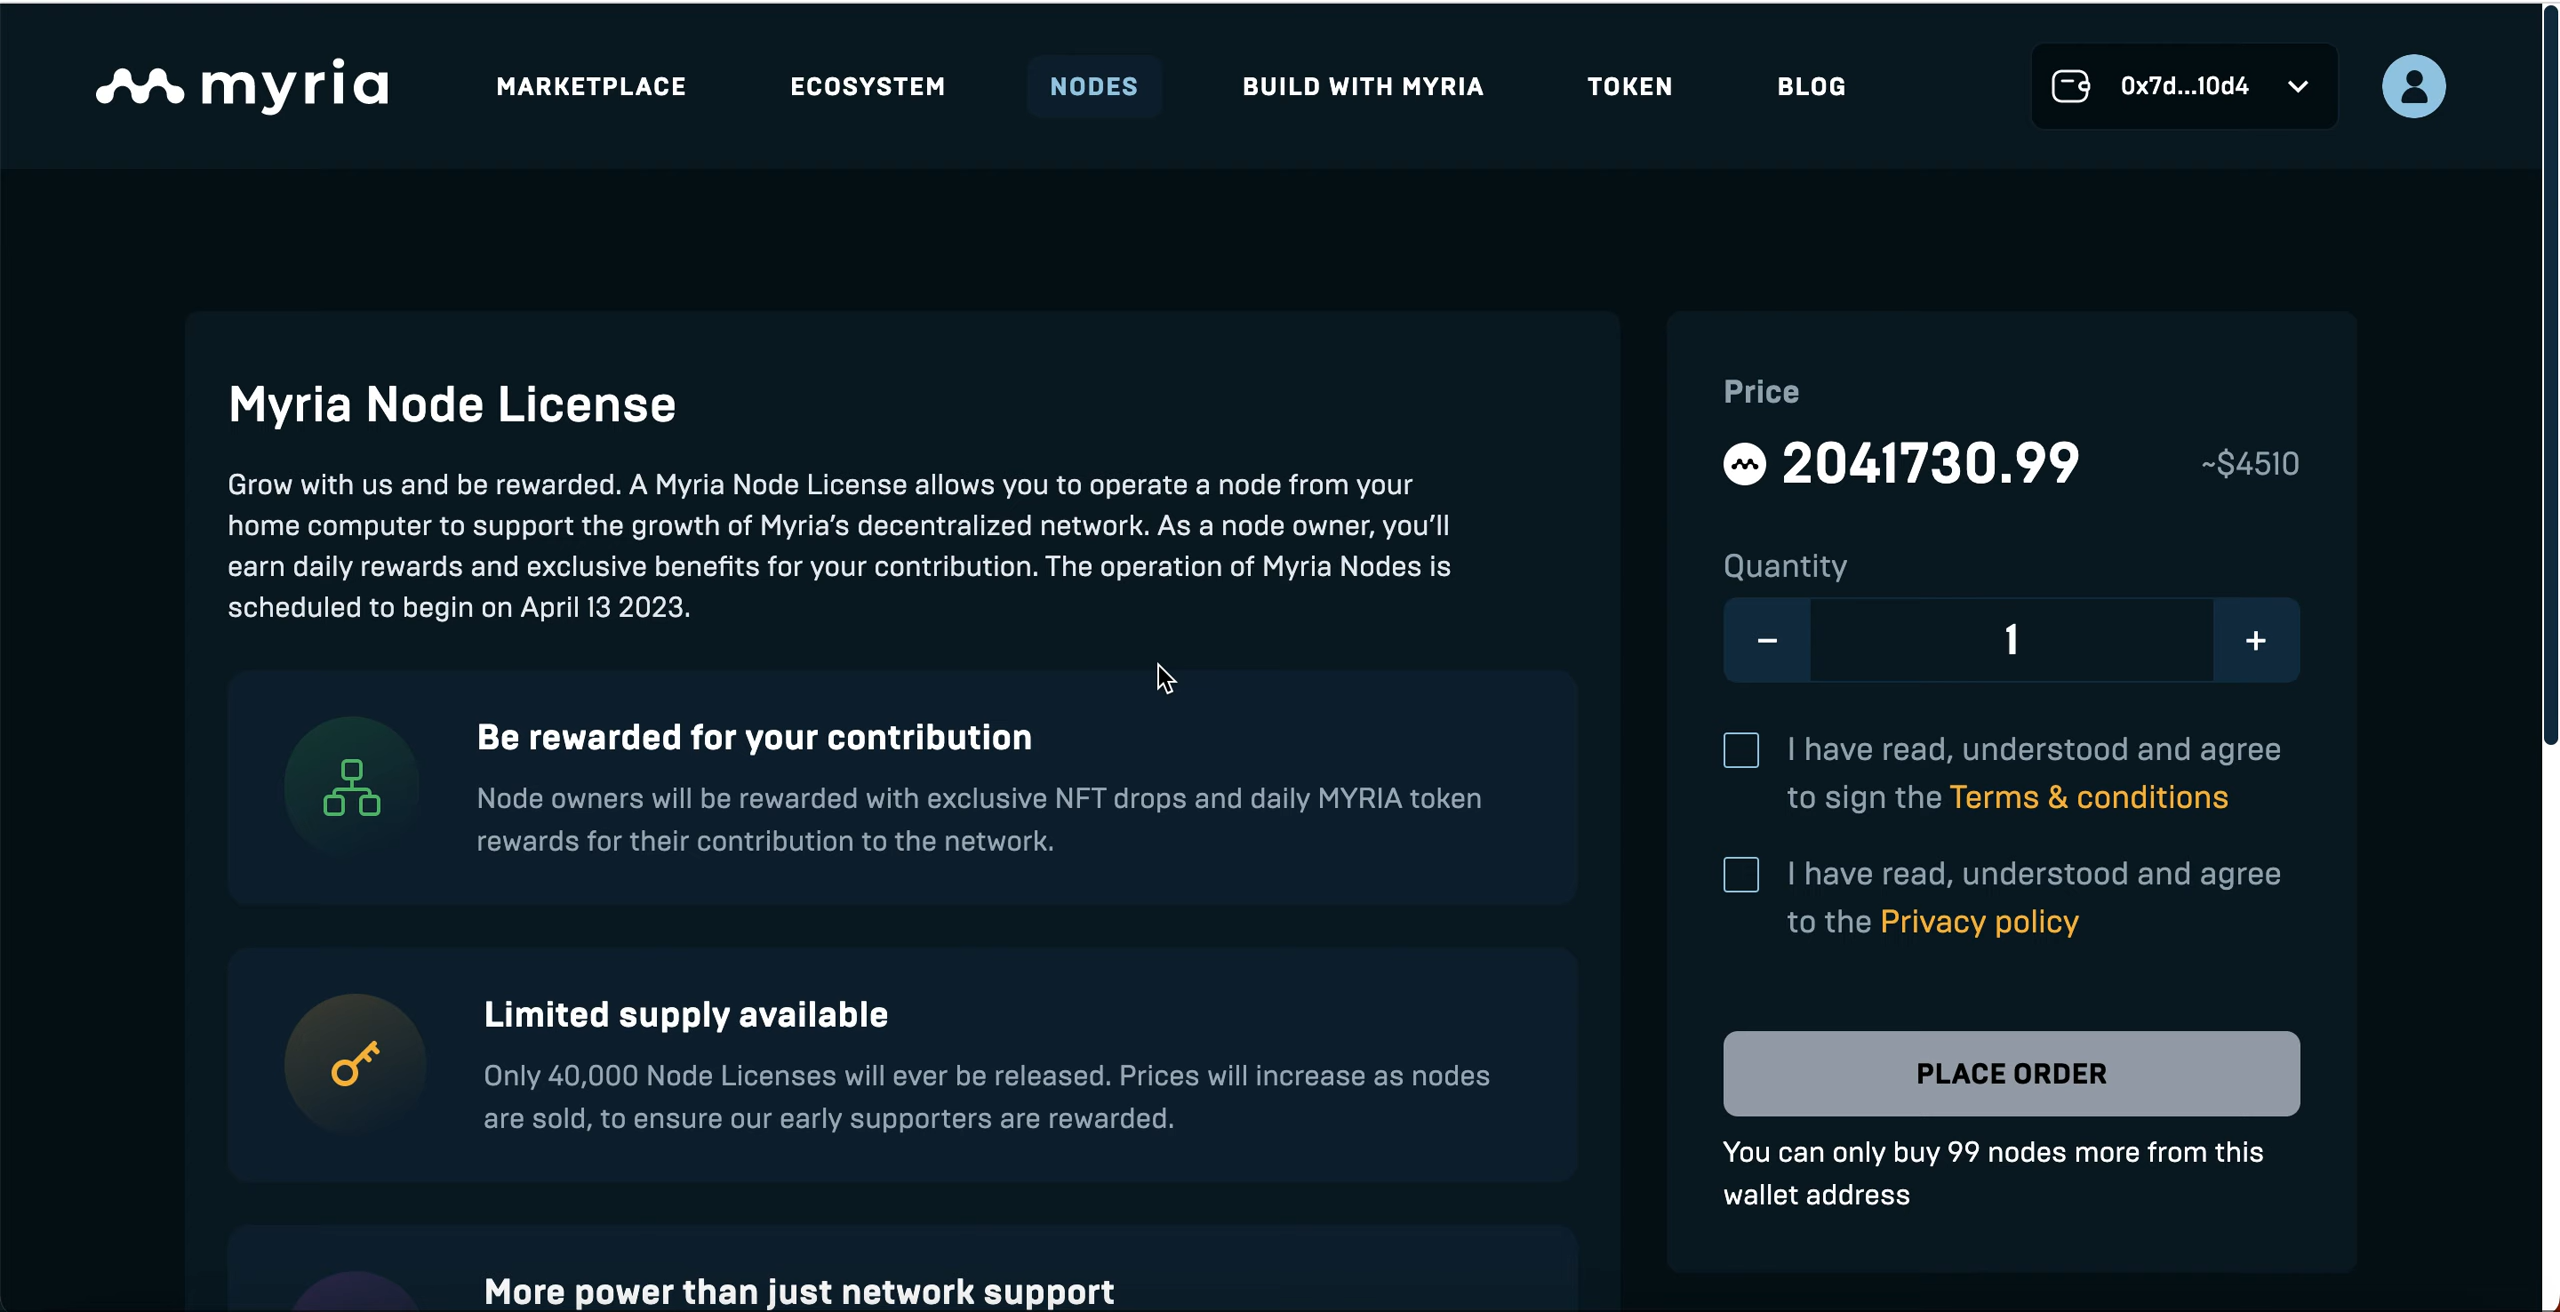 myria
MARKETPLACE
ECOSYSTEM
NODES
BUILD WITH MYRIA
TOKEN
BLOG
0x7d...10d4
Myria Node License
Grow with us and be rewarded. A Myria Node License allows you to operate a node from your
home computer to support the growth of Myria’s decentralized network. As a node owner, you’ll
earn daily rewards and exclusive benefits for your contribution. The operation of Myria Nodes is
scheduled to begin on April 13 2023.
Be rewarded for your contribution
Node owners will be rewarded with exclusive NFT drops and daily MYRIA token
rewards for their contribution to the network.
Limited supply available
Only 40,000 Node Licenses will ever be released. Prices will increase as nodes
are sold, to ensure our early supporters are rewarded.
More power than just network support
Price
2041730.99
~$4510
Quantity
− 1 +
I have read, understood and agree
to sign the Terms & conditions
I have read, understood and agree
to the Privacy policy
PLACE ORDER
You can only buy 99 nodes more from this
wallet address